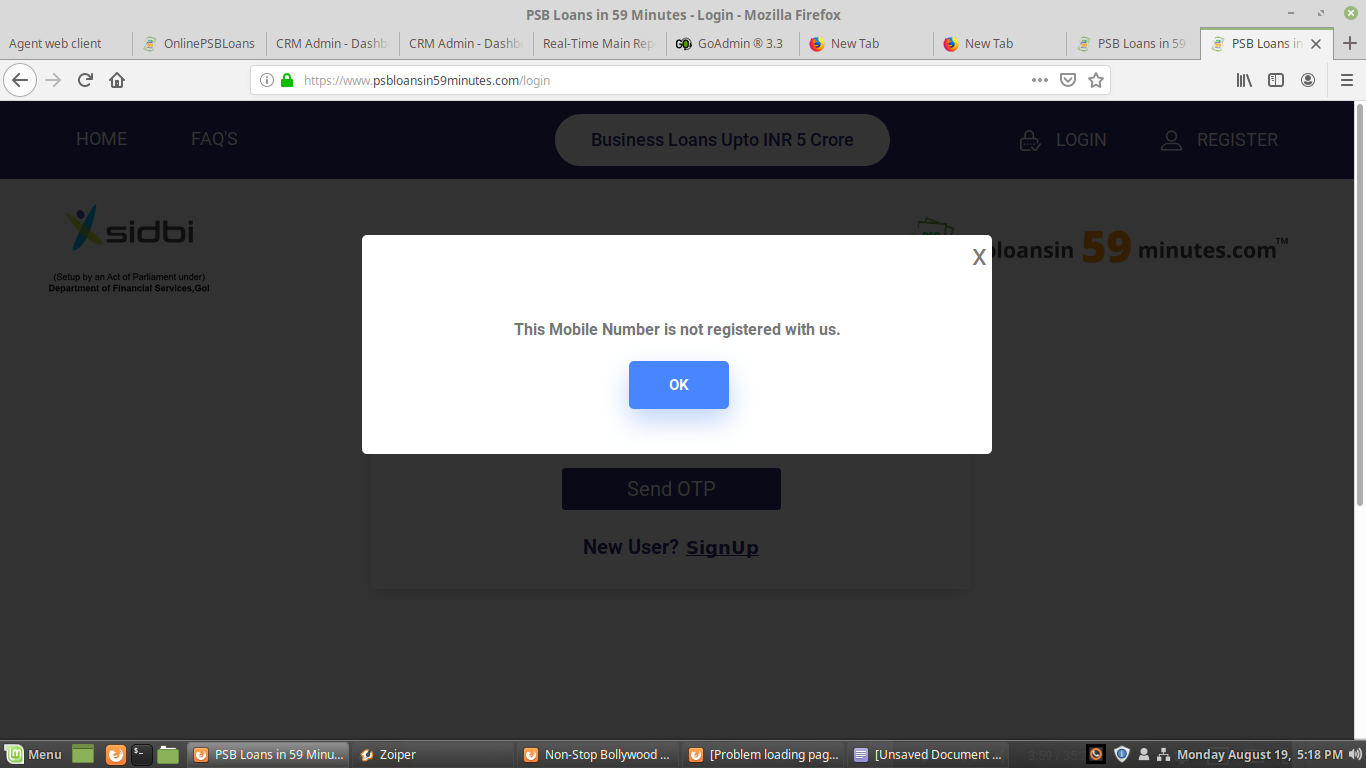 PSB Loans in 59 Minutes - Login - Mozilla Firefox
Agent web client
OnlinePSBLoans
CRM Admin - Dashb
CRM Admin - Dashb
Real-Time Main Rep
GoAdmin ® 3.3
New Tab
New Tab
PSB Loans in 59
PSB Loans in
https://www.psbloansin59minutes.com/login
HOME
FAQ'S
Business Loans Upto INR 5 Crore
LOGIN
REGISTER
sidbi
(Setup by an Act of Parliament under)
Department of Financial Services,GoI
bloansin 59 minutes.com™
X
This Mobile Number is not registered with us.
OK
Send OTP
New User? SignUp
Menu
PSB Loans in 59 Minu...
Zoiper
Non-Stop Bollywood ...
[Problem loading pag...
[Unsaved Document ...
Monday August 19, 5:18 PM